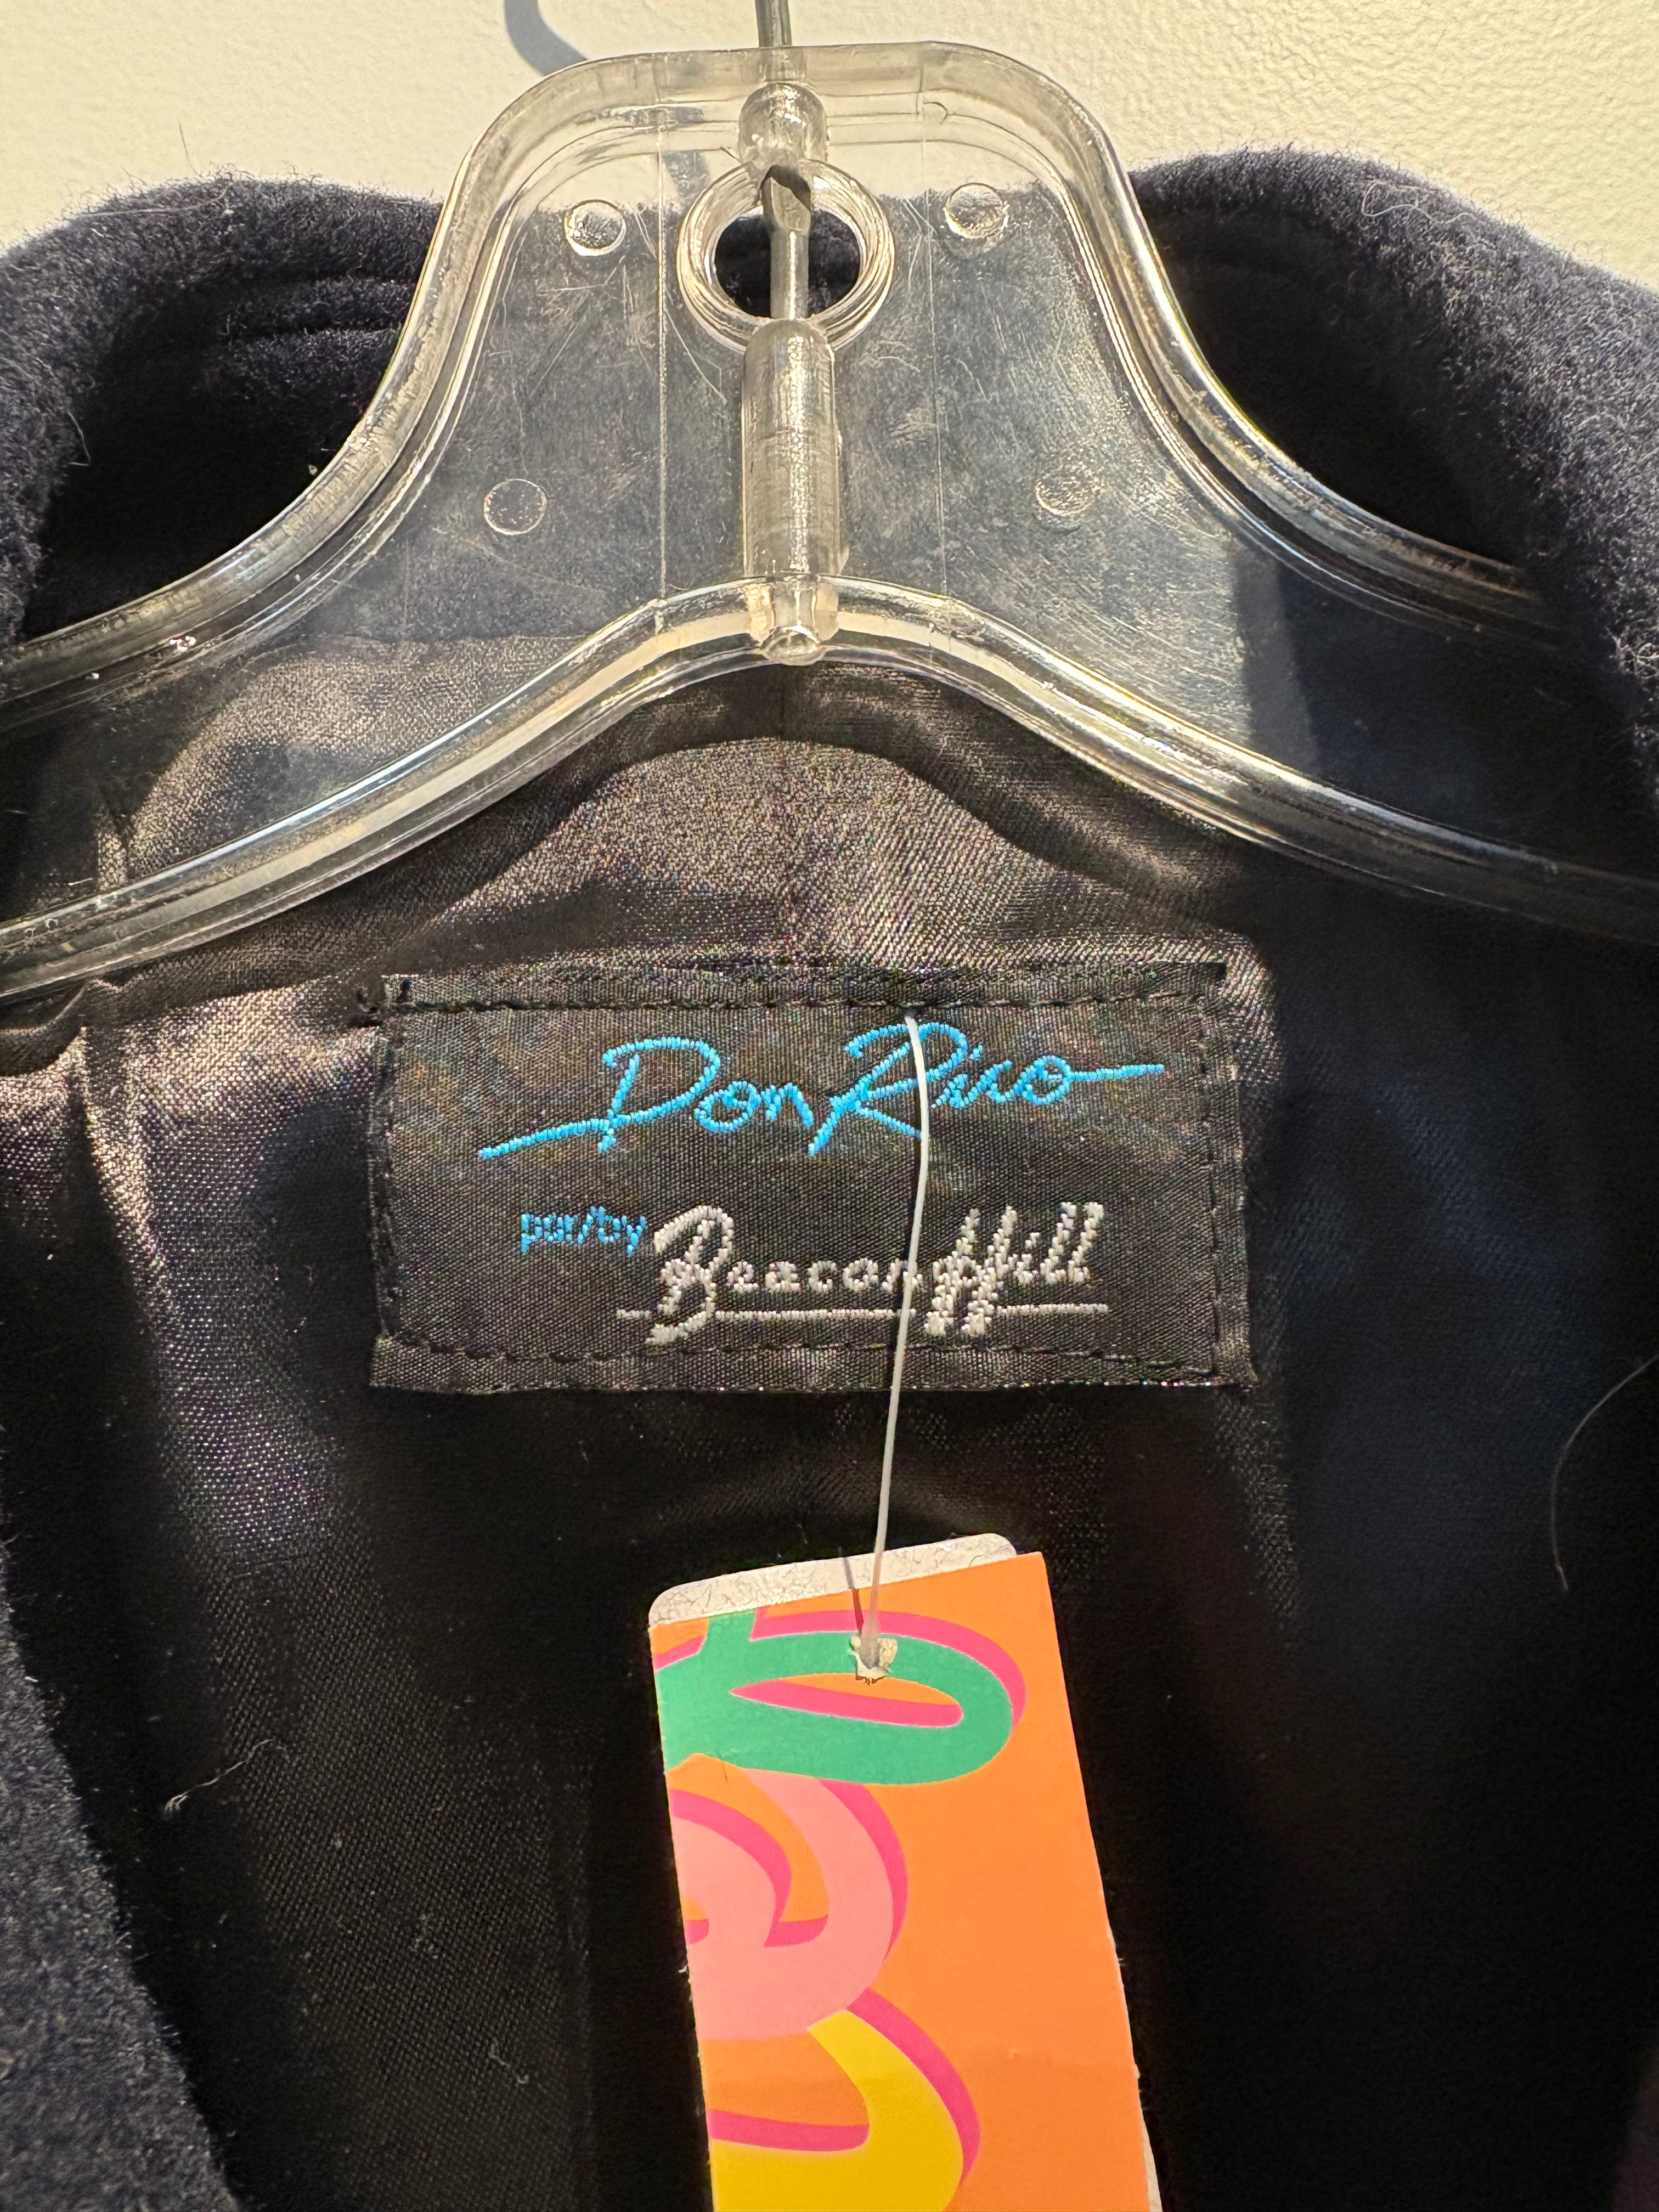 Don Rico
par/by Beacon Hill